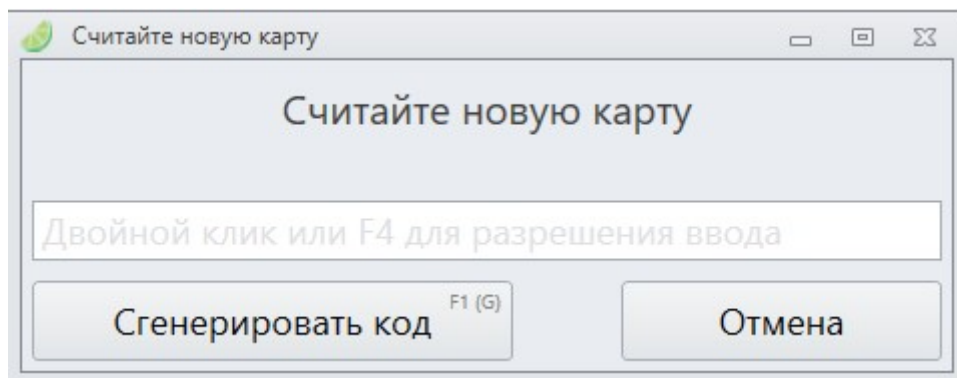 Считайте новую карту
Считайте новую карту
Двойной клик или F4 для разрешения ввода
Сгенерировать код F1 (G)
Отмена